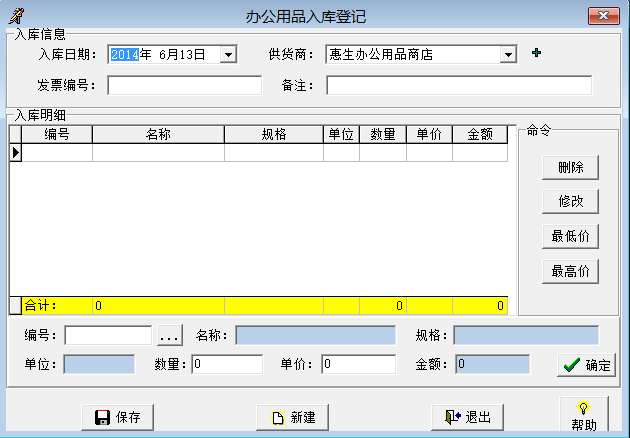 办公用品入库登记
入库信息
入库日期： 2014年 6月13日 供货商： 惠生办公用品商店
发票编号： 备注：
入库明细
编号 名称 规格 单位 数量 单价 金额
命令
删除
修改
最低价
最高价
合计： 0 0 0
编号： ... 名称： 规格：
单位： 数量： 0 单价： 0 金额： 0 确定
保存 新建 退出 帮助